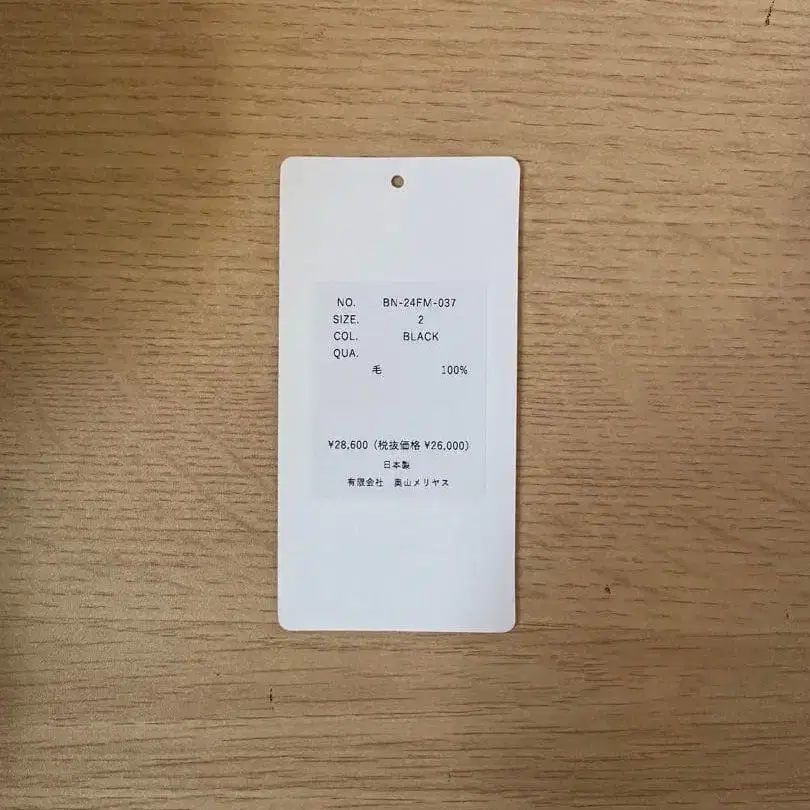 NO. BN-24FM-037
SIZE. 2
COL. BLACK
QUA.
毛 100%
¥28,600 (税抜価格 ¥26,000)
日本製
有限会社 奥山メリヤス